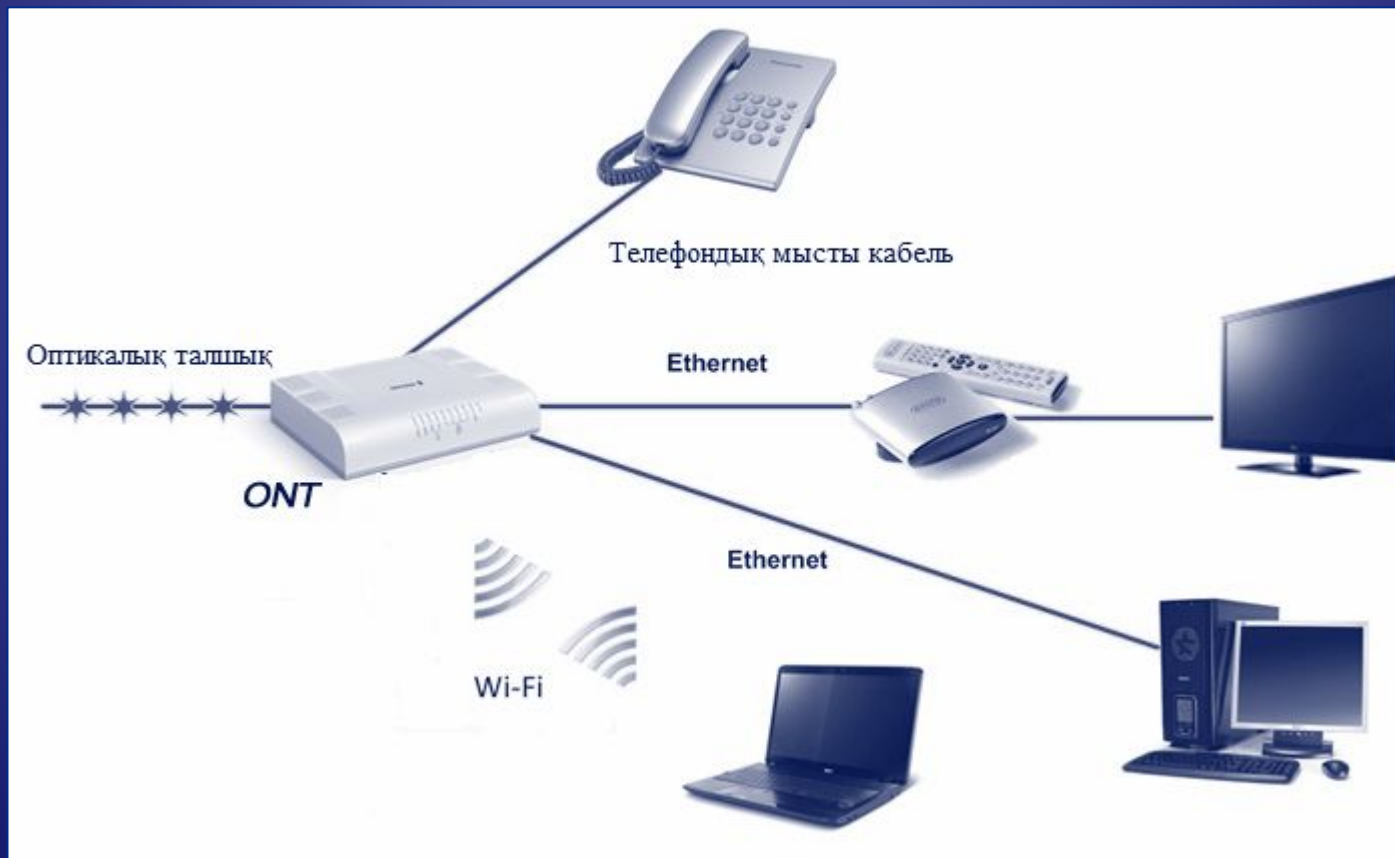 Телефондық мысты кабель
Оптикалық талшық
Ethernet
ONT
Ethernet
Wi-Fi